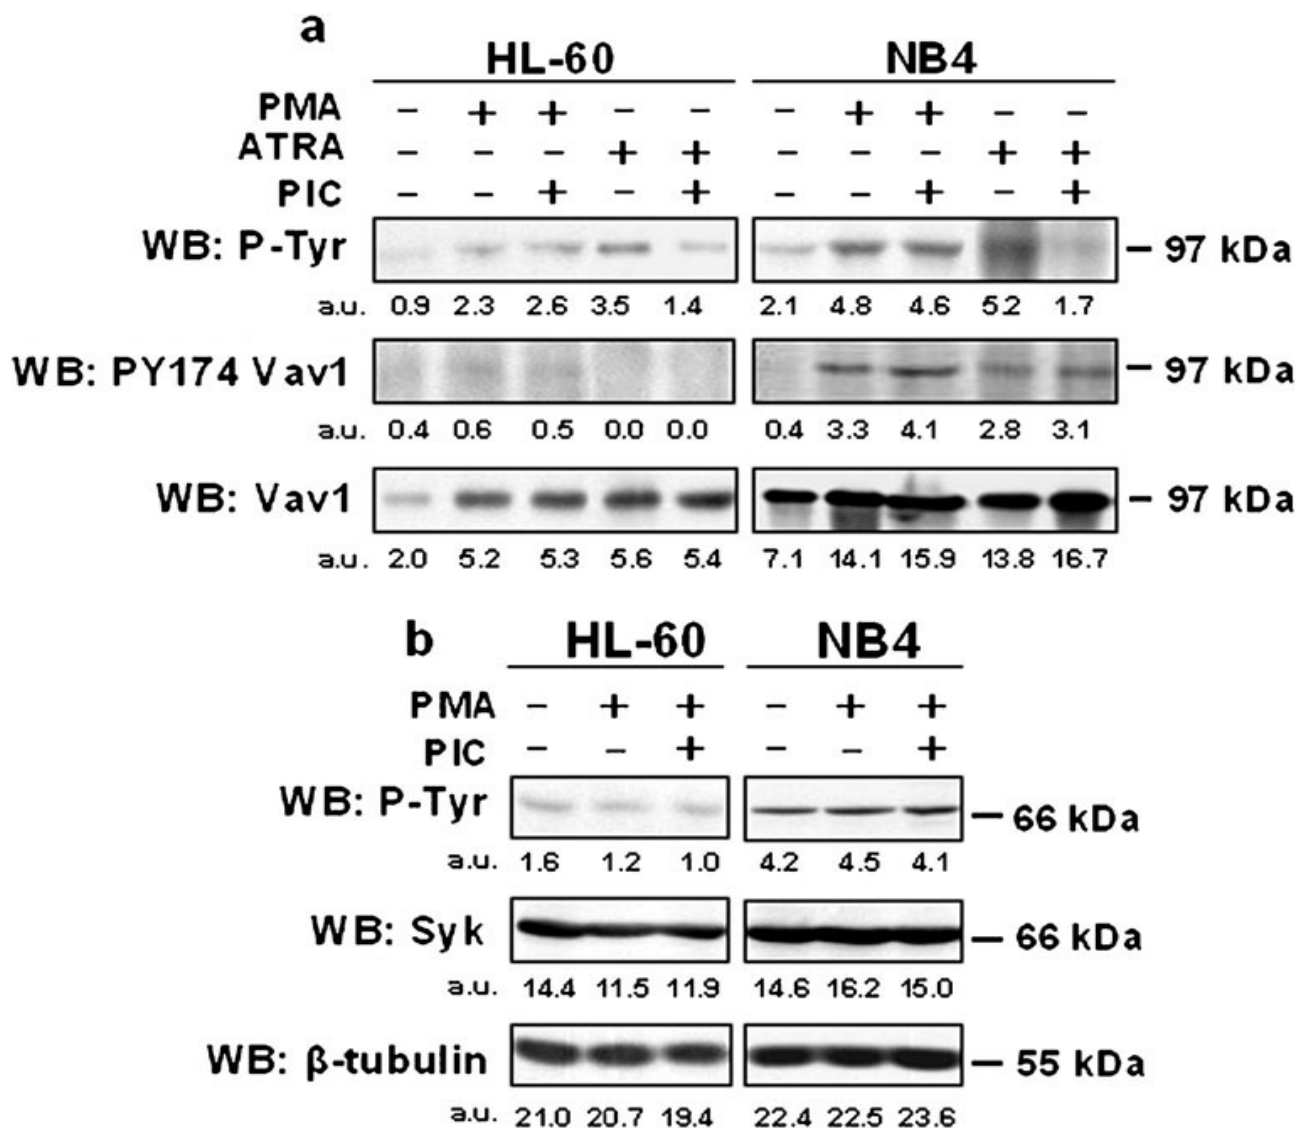 a
HL-60 NB4
PMA - + + - - - + + - -
ATRA - - - + + - - - + +
PIC - - + - + - - + - +
WB: P-Tyr - 97 kDa
a.u. 0.9 2.3 2.6 3.5 1.4 2.1 4.8 4.6 5.2 1.7
WB: PY174 Vav1 - 97 kDa
a.u. 0.4 0.6 0.5 0.0 0.0 0.4 3.3 4.1 2.8 3.1
WB: Vav1 - 97 kDa
a.u. 2.0 5.2 5.3 5.6 5.4 7.1 14.1 15.9 13.8 16.7
b
HL-60 NB4
PMA - + + - + +
PIC - - + - - +
WB: P-Tyr - 66 kDa
a.u. 1.6 1.2 1.0 4.2 4.5 4.1
WB: Syk - 66 kDa
a.u. 14.4 11.5 11.9 14.6 16.2 15.0
WB: β-tubulin - 55 kDa
a.u. 21.0 20.7 19.4 22.4 22.5 23.6